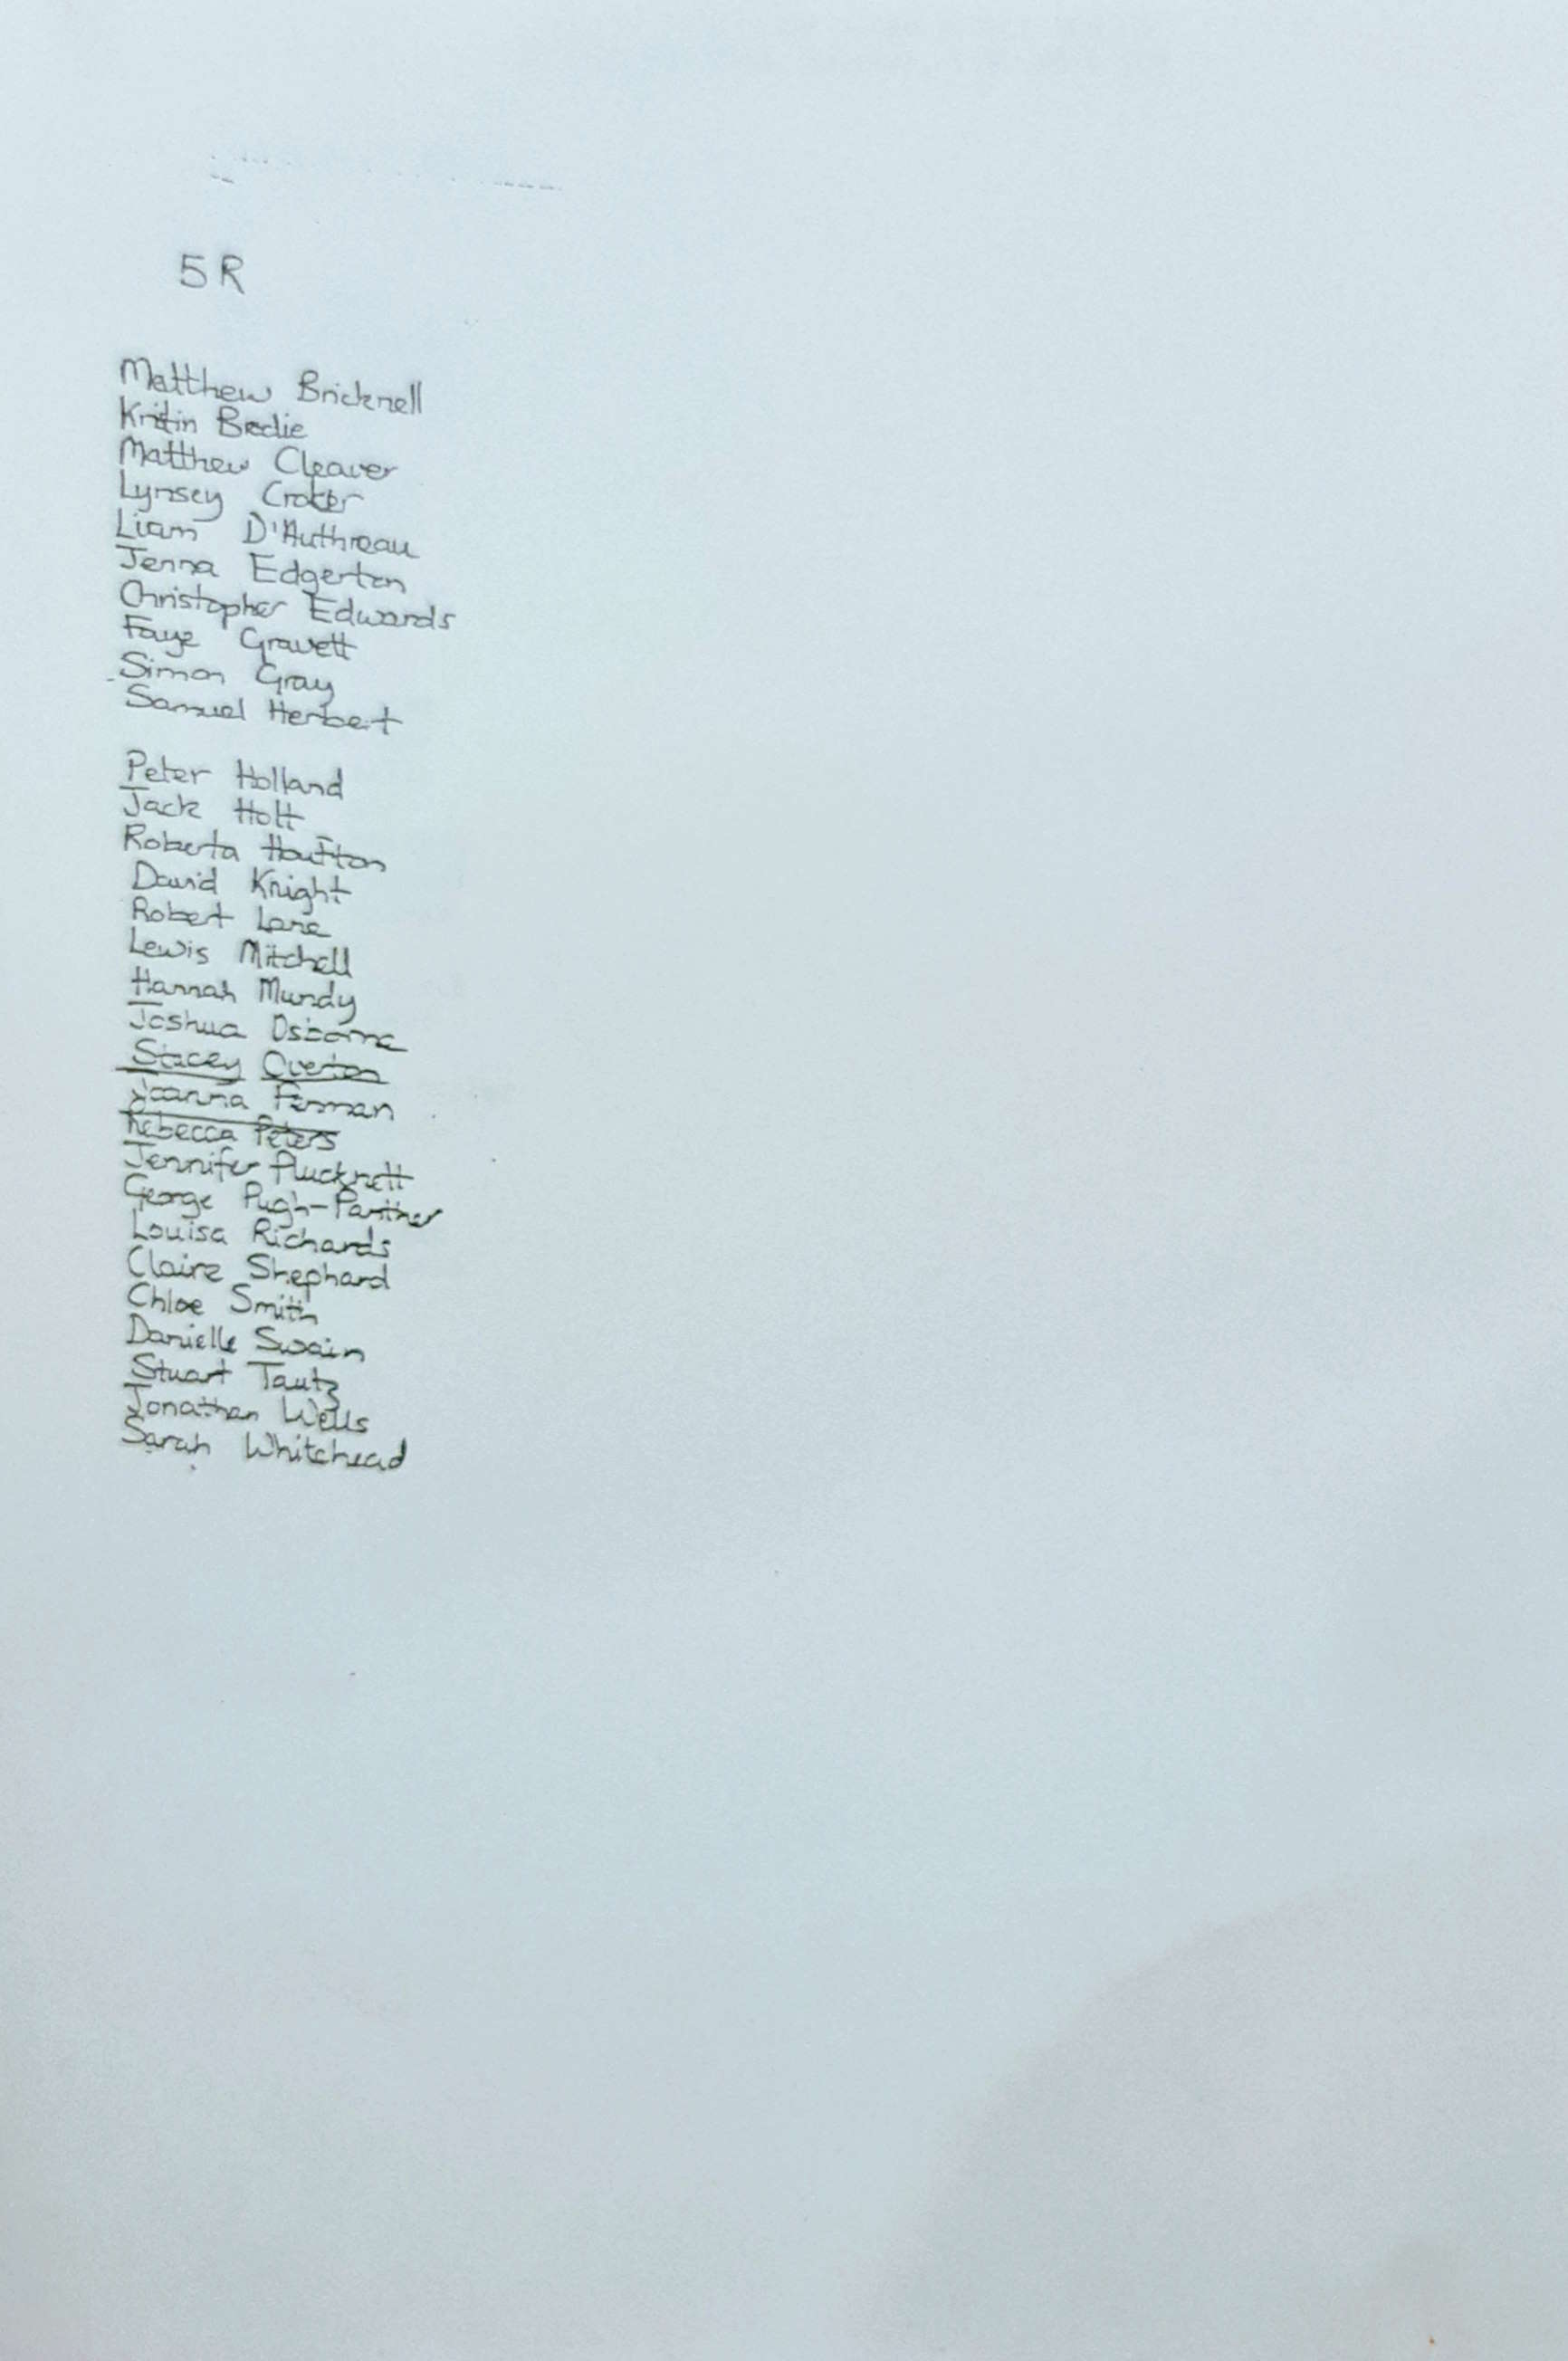 5R
Matthew Bricknell
Kristin Brodie
Matthew Cleaver
Lynsey Croker
Liam D'Authreau
Jenna Edgerton
Christopher Edwards
Faye Gravett
Simon Gray
Samuel Herbert
Peter Holland
Jack Holt
Roberta Houfton
David Knight
Robert Lane
Lewis Mitchell
Hannah Mundy
Joshua Osborne
Stacey Overton
Joanna
Rebecca Peters
Jennifer Plucknett
George Pugh-
Louisa Richards
Claire Shephard
Chloe Smith
Danielle Swain
Stuart Tautz
Jonathan Wells
Sarah Whitehead